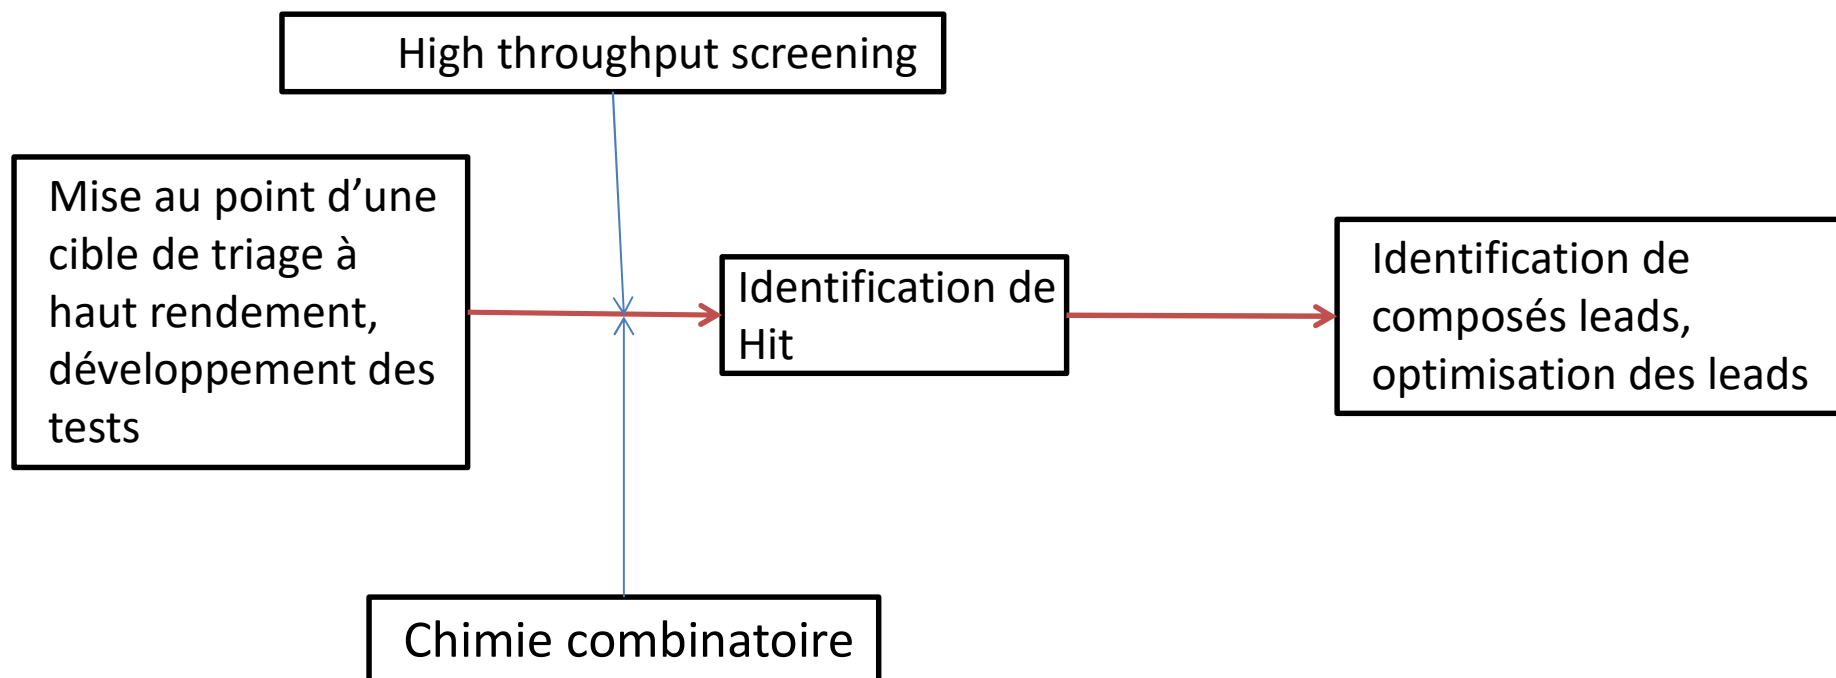 High throughput screening
Mise au point d’une
cible de triage à
haut rendement,
développement des
tests
Identification de
Hit
Identification de
composés leads,
optimisation des leads
Chimie combinatoire